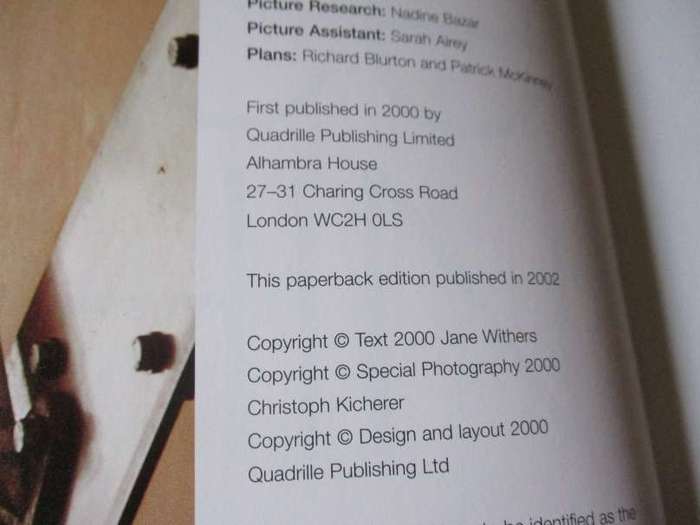 Picture Research: Nadine Bazar
Picture Assistant: Sarah Airey
Plans: Richard Blurton and Patrick McKinney
First published in 2000 by
Quadrille Publishing Limited
Alhambra House
27–31 Charing Cross Road
London WC2H 0LS
This paperback edition published in 2002
Copyright © Text 2000 Jane Withers
Copyright © Special Photography 2000
Christoph Kicherer
Copyright © Design and layout 2000
Quadrille Publishing Ltd
to be identified as the